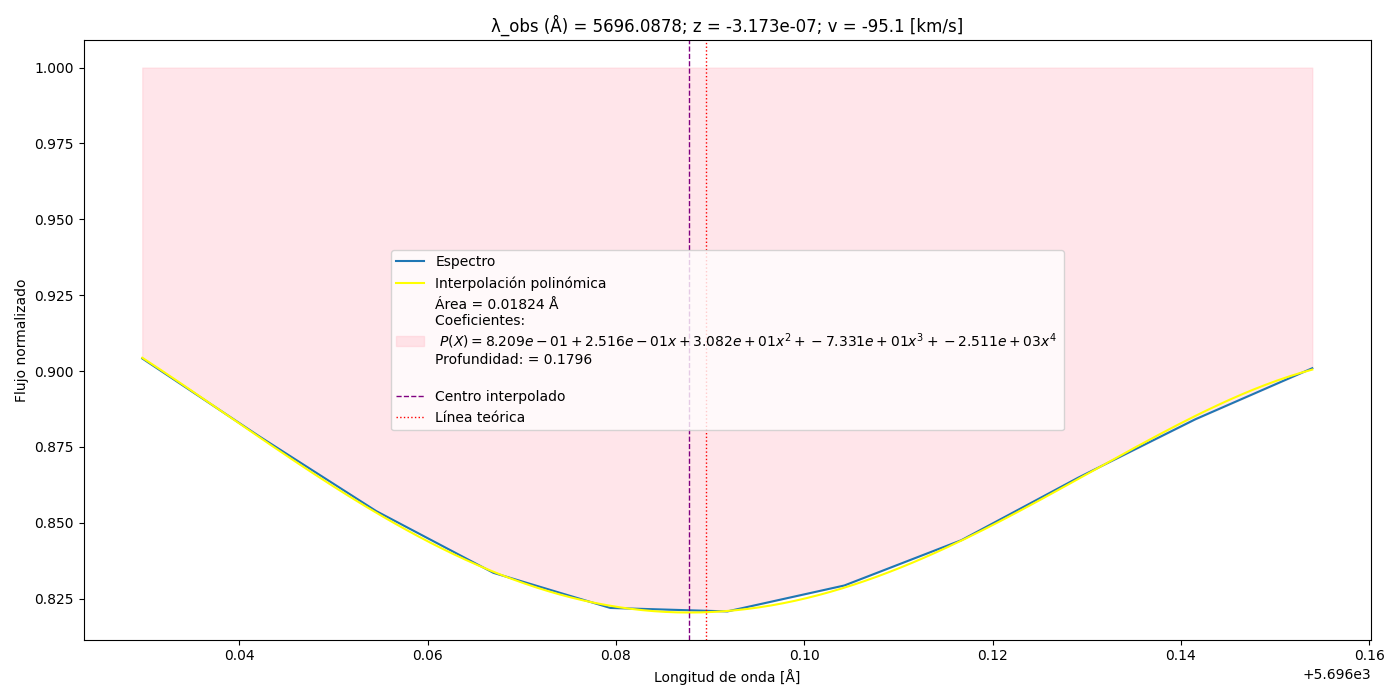 λ_obs (Å) = 5696.0878; z = -3.173e-07; v = -95.1 [km/s]
1.000
0.975
0.950
0.925
0.900
0.875
0.850
0.825
Flujo normalizado
Espectro
Interpolación polinómica
Área = 0.01824 Å
Coeficientes:
P(X) = 8.209e − 01 + 2.516e − 01x + 3.082e + 01x² + −7.331e + 01x³ + −2.511e + 03x⁴
Profundidad: = 0.1796
Centro interpolado
Línea teórica
0.04 0.06 0.08 0.10 0.12 0.14 0.16
+5.696e3
Longitud de onda [Å]